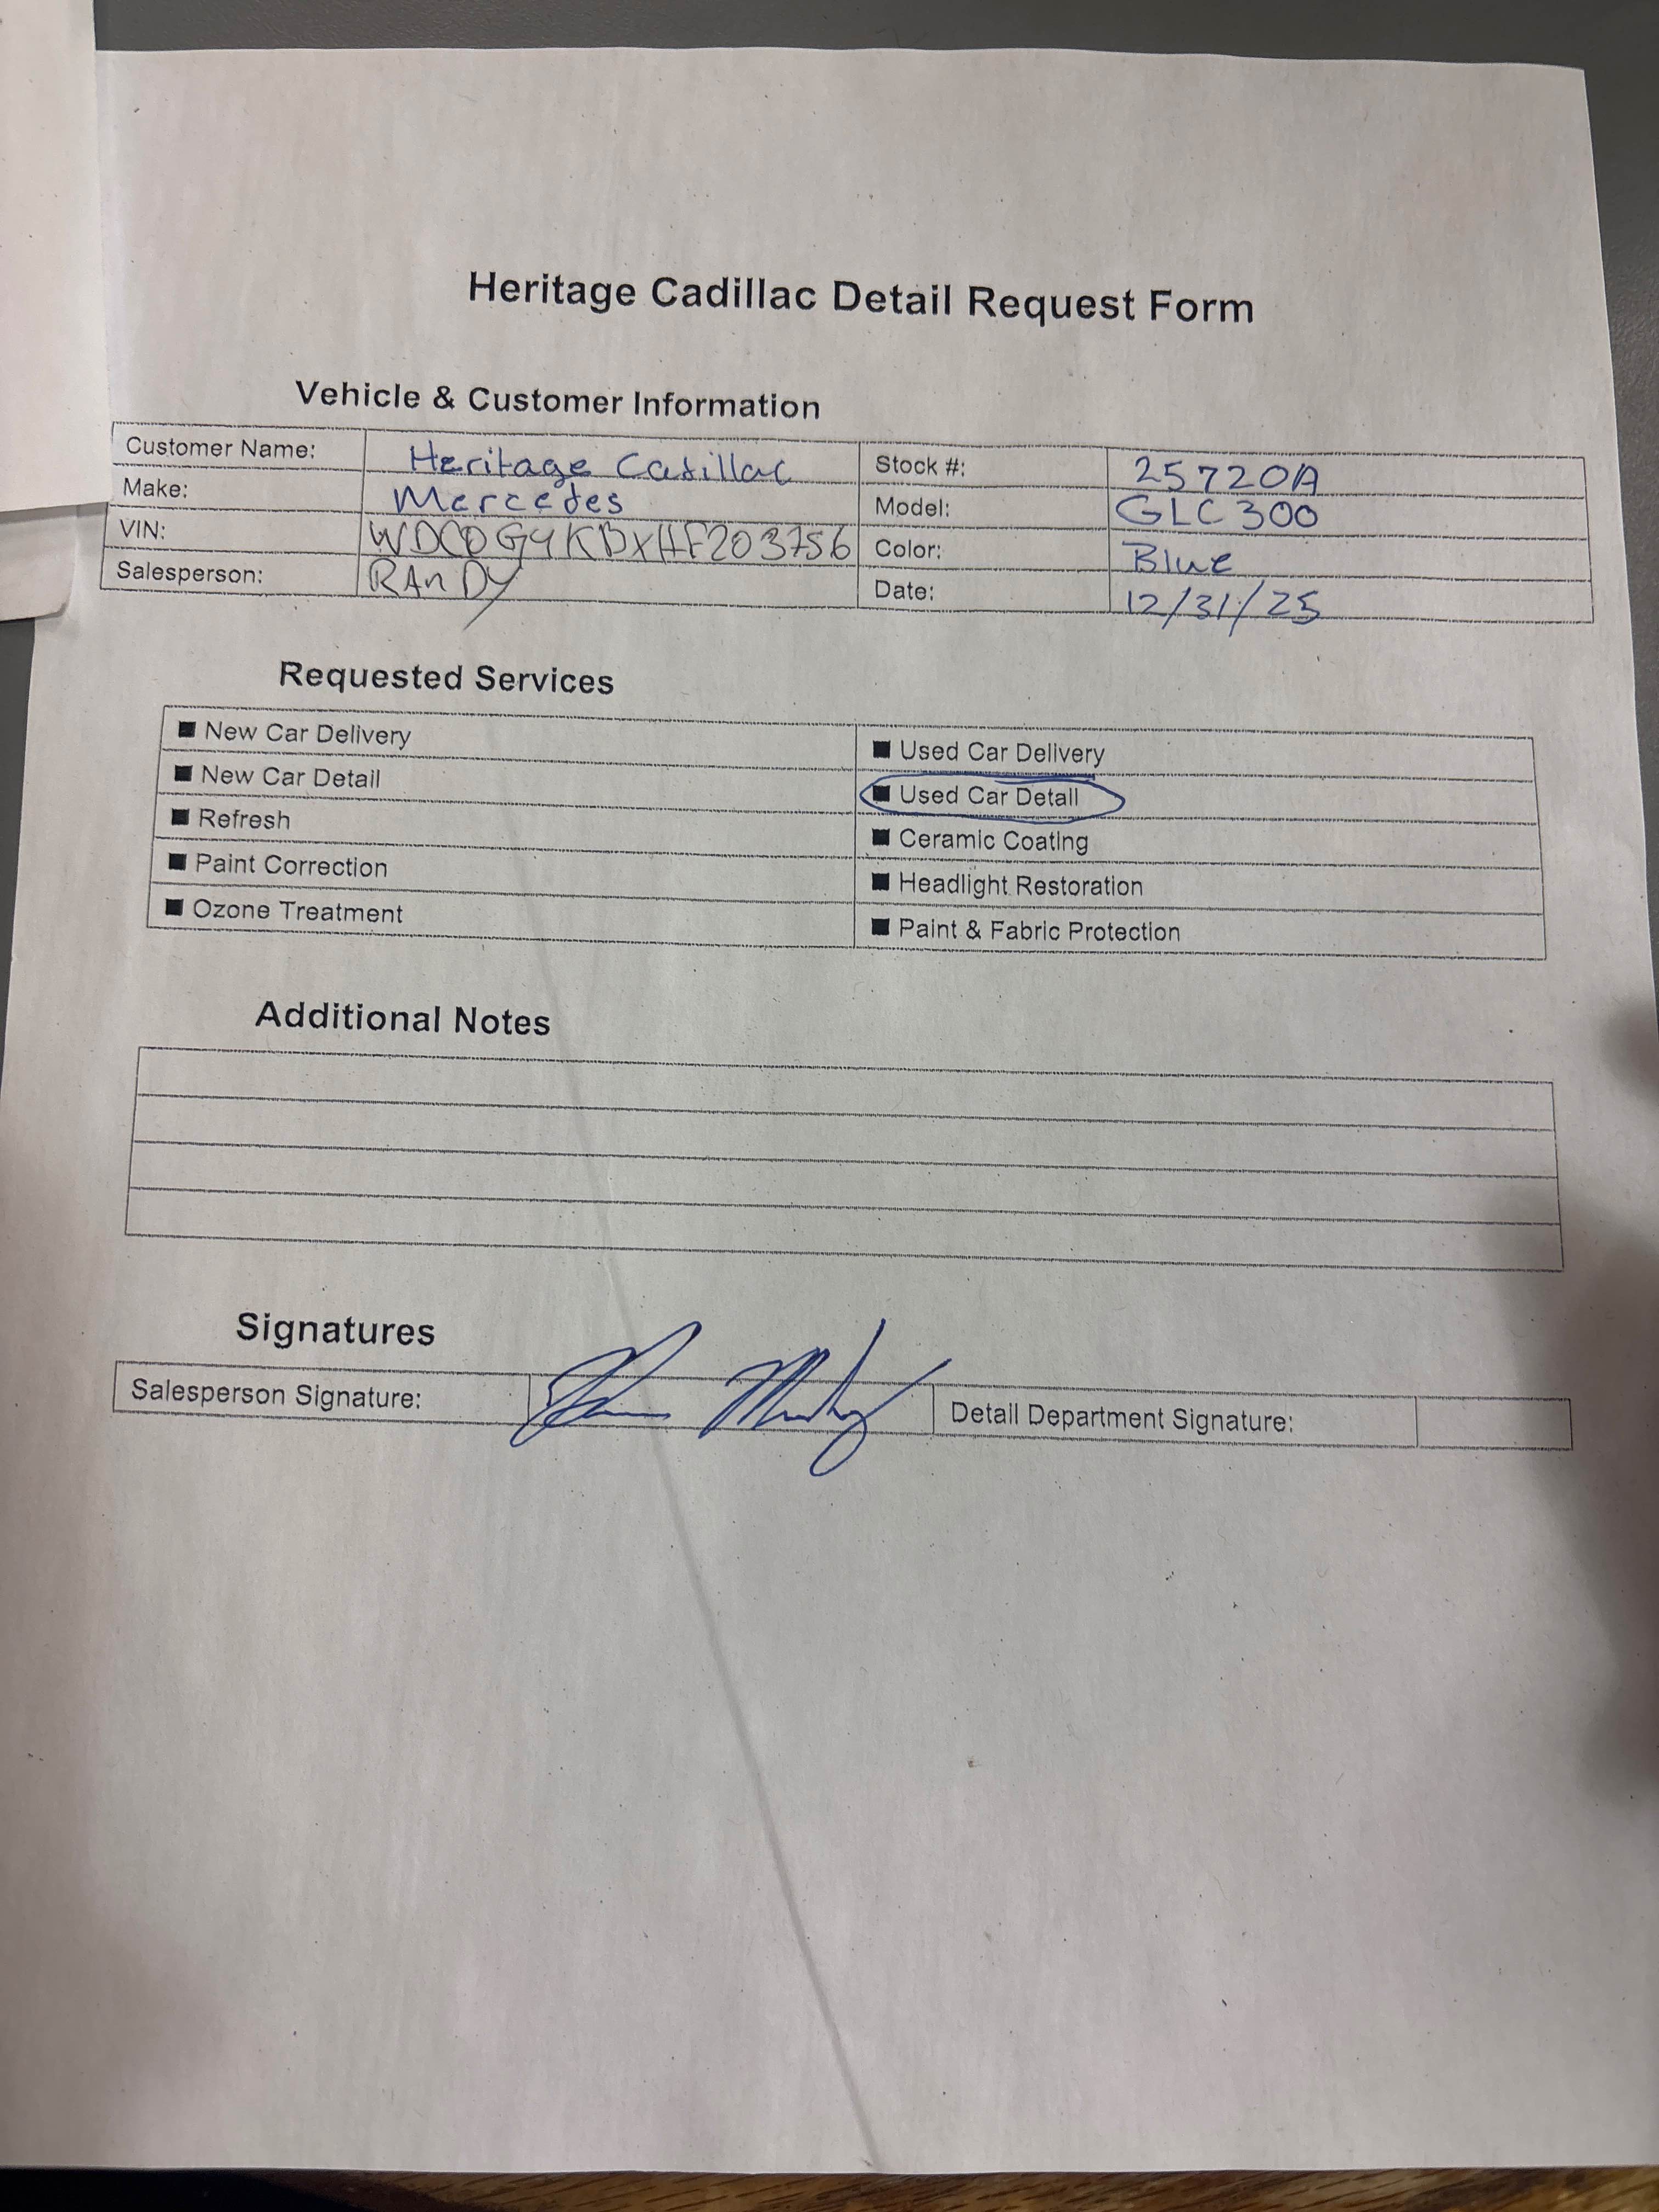 Heritage Cadillac Detail Request Form
Vehicle & Customer Information
Customer Name: Heritage Cadillac Stock #: 25720A
Make: Mercedes Model: GLC 300
VIN: WDC0G4KBXHF203756 Color: Blue
Salesperson: RAnDY Date: 12/31/25
Requested Services
■ New Car Delivery ■ Used Car Delivery
■ New Car Detail ■ Used Car Detail
■ Refresh ■ Ceramic Coating
■ Paint Correction ■ Headlight Restoration
■ Ozone Treatment ■ Paint & Fabric Protection
Additional Notes
Signatures
Salesperson Signature: Detail Department Signature: